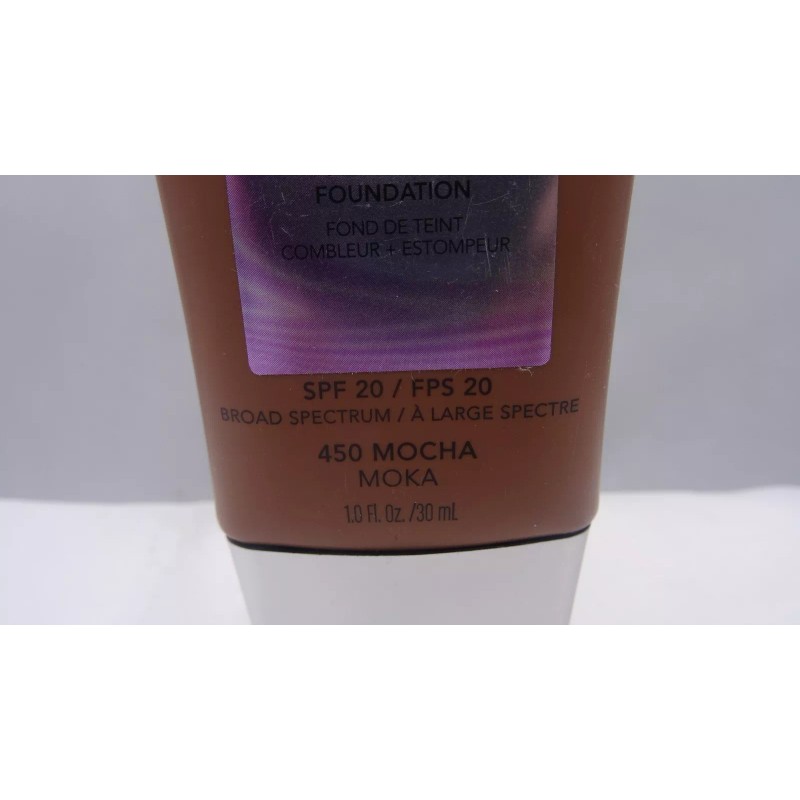 FOUNDATION
FOND DE TEINT
COMBLEUR + ESTOMPEUR
SPF 20 / FPS 20
BROAD SPECTRUM / À LARGE SPECTRE
450 MOCHA
MOKA
1.0 Fl. Oz. /30 mL